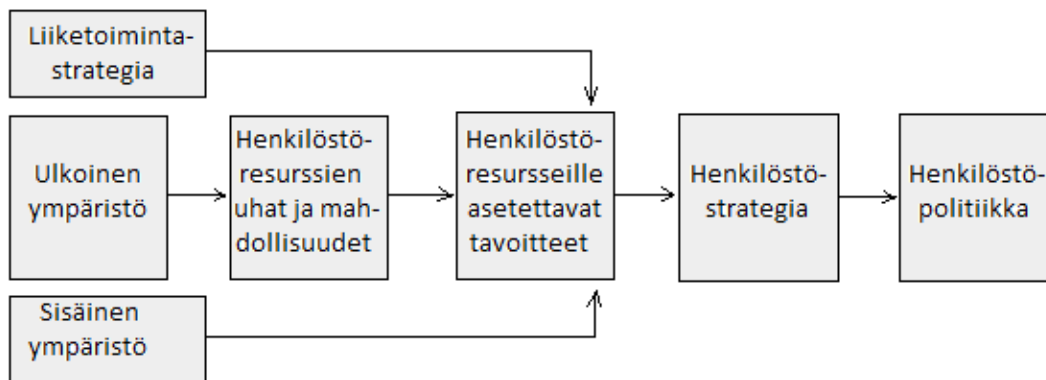 Liiketoiminta-
strategia
Ulkoinen
ympäristö
Henkilöstö-
resurssien
uhat ja mah-
dollisuudet
Henkilöstö-
resursseille
asetettavat
tavoitteet
Henkilöstö-
strategia
Henkilöstö-
politiikka
Sisäinen
ympäristö